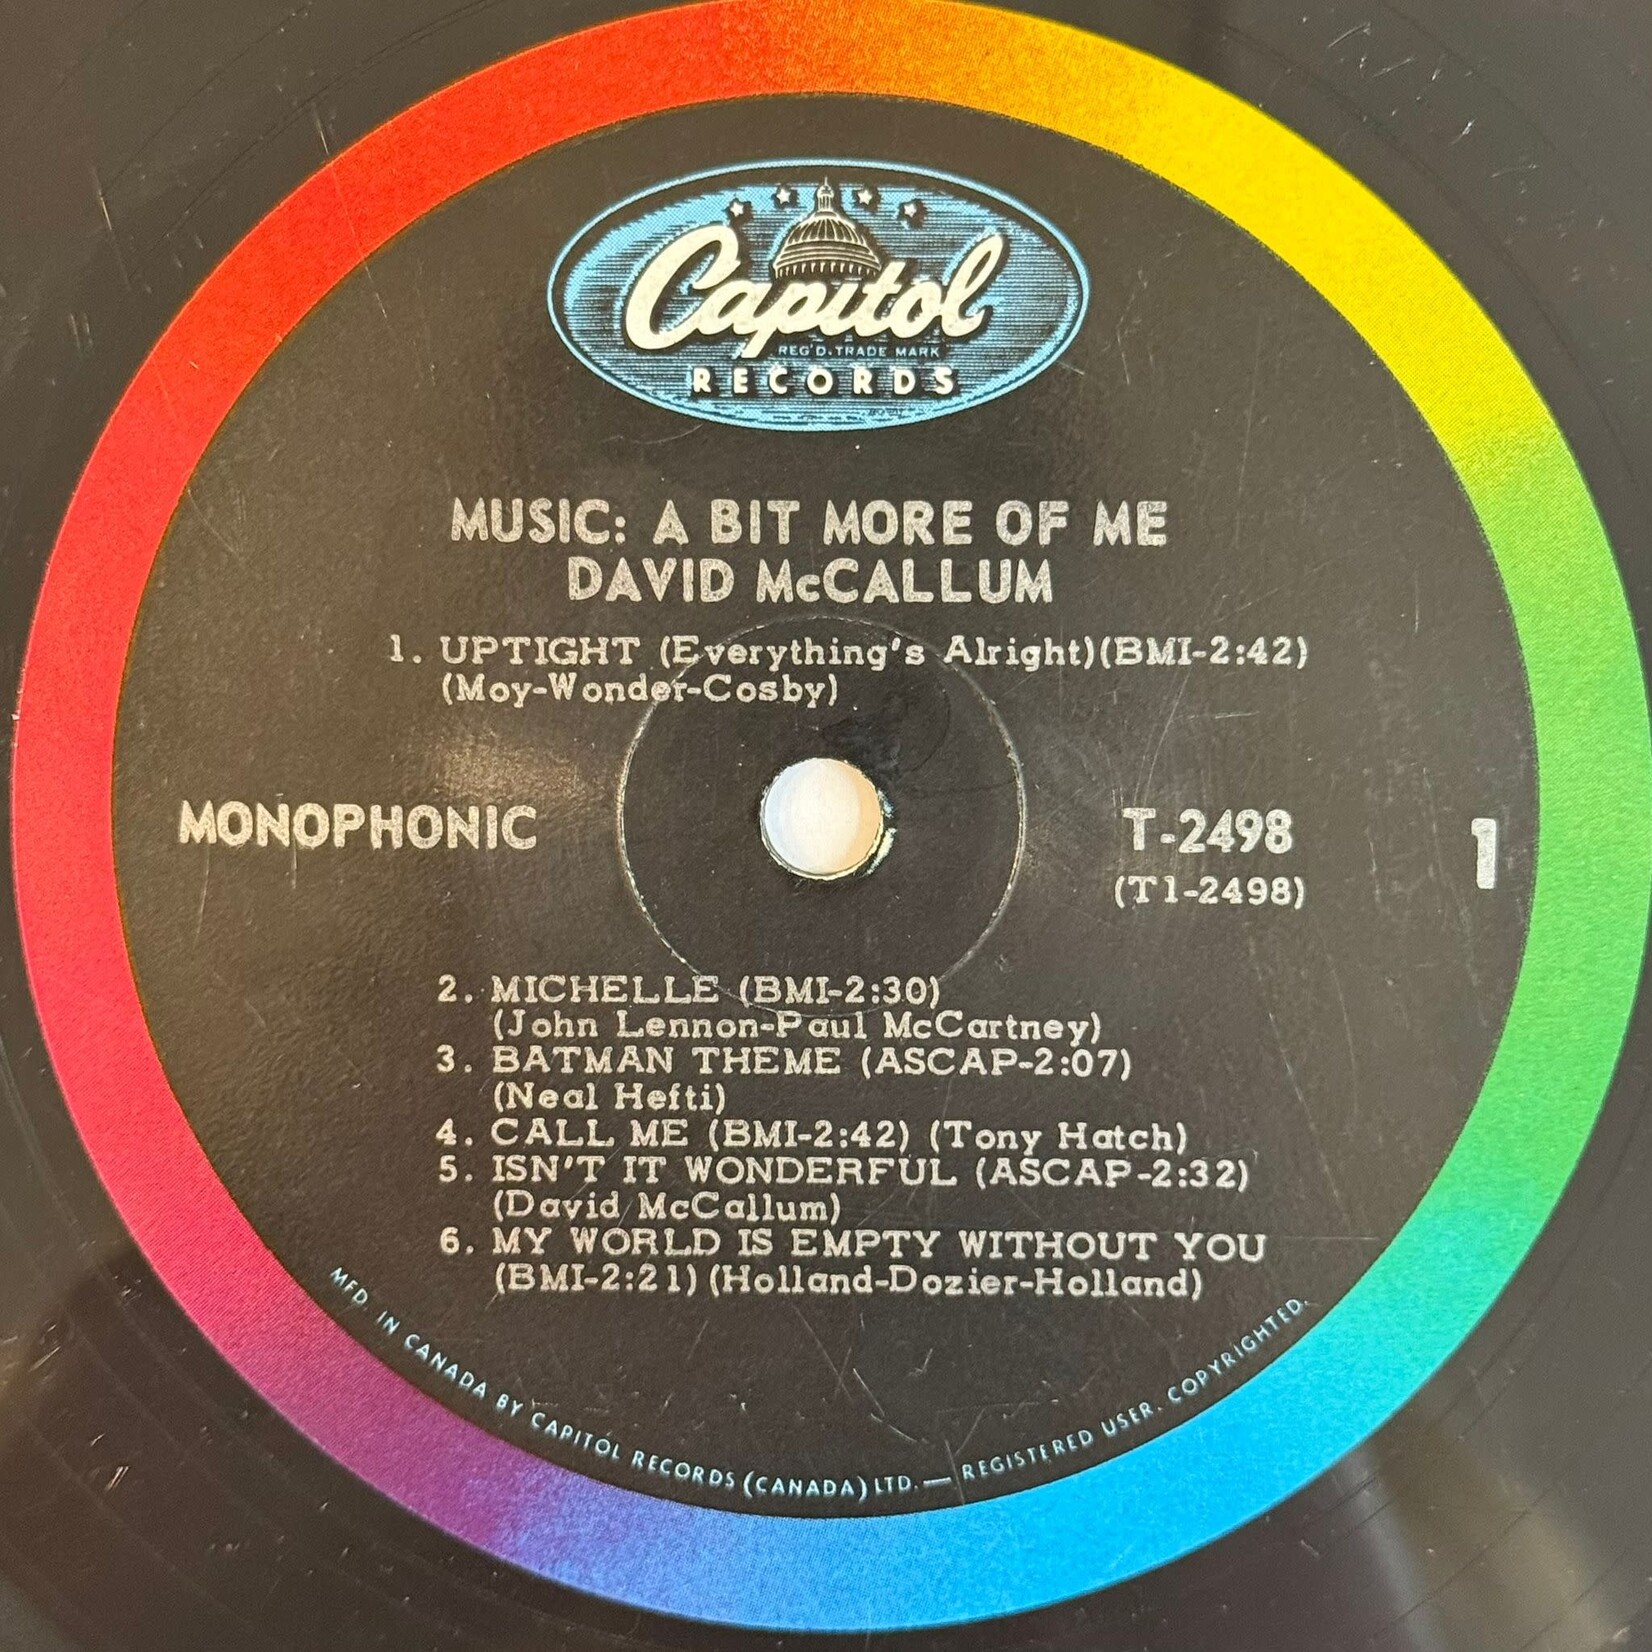 Capitol
REG'D. TRADE MARK
RECORDS
MUSIC: A BIT MORE OF ME
DAVID McCALLUM
1. UPTIGHT (Everything's Alright)(BMI-2:42)
(Moy-Wonder-Cosby)
MONOPHONIC
T-2498
(T1-2498)
1
2. MICHELLE (BMI-2:30)
(John Lennon-Paul McCartney)
3. BATMAN THEME (ASCAP-2:07)
(Neal Hefti)
4. CALL ME (BMI-2:42) (Tony Hatch)
5. ISN'T IT WONDERFUL (ASCAP-2:32)
(David McCallum)
6. MY WORLD IS EMPTY WITHOUT YOU
(BMI-2:21) (Holland-Dozier-Holland)
MFD. IN CANADA BY CAPITOL RECORDS (CANADA) LTD. — REGISTERED USER. COPYRIGHTED.